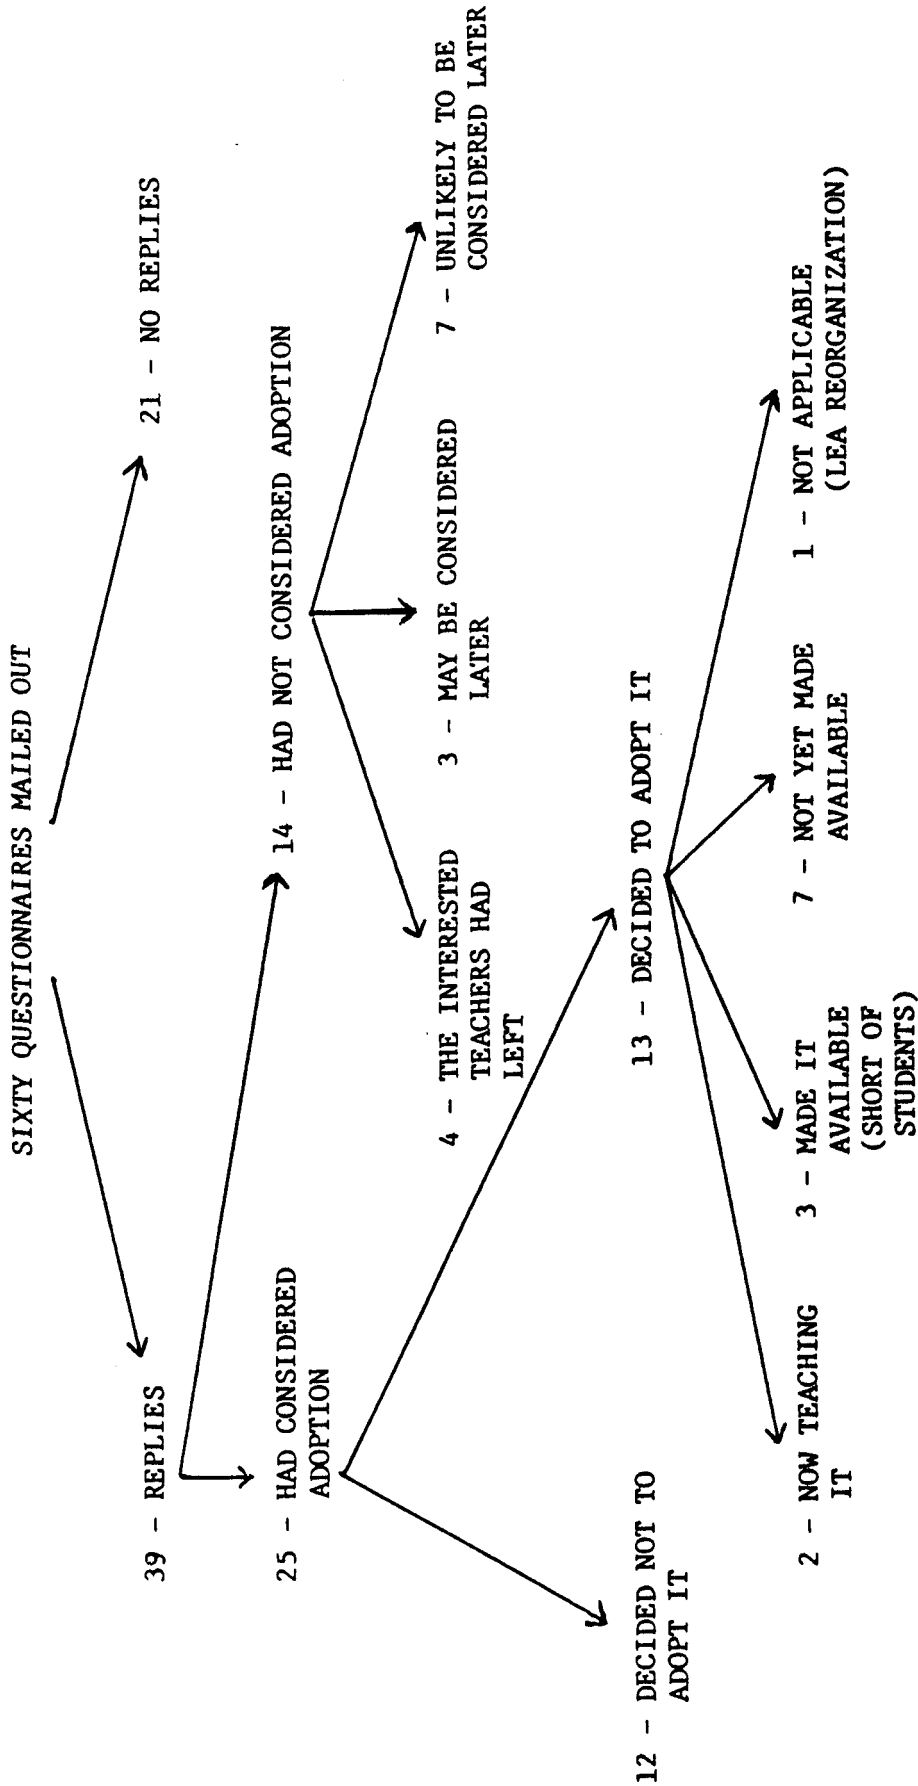 SIXTY QUESTIONNAIRES MAILED OUT
39 - REPLIES
21 - NO REPLIES
25 - HAD CONSIDERED
ADOPTION
14 - HAD NOT CONSIDERED ADOPTION
4 - THE INTERESTED
TEACHERS HAD
LEFT
3 - MAY BE CONSIDERED
LATER
7 - UNLIKELY TO BE
CONSIDERED LATER
12 - DECIDED NOT TO
ADOPT IT
13 - DECIDED TO ADOPT IT
2 - NOW TEACHING
IT
3 - MADE IT
AVAILABLE
(SHORT OF
STUDENTS)
7 - NOT YET MADE
AVAILABLE
1 - NOT APPLICABLE
(LEA REORGANIZATION)